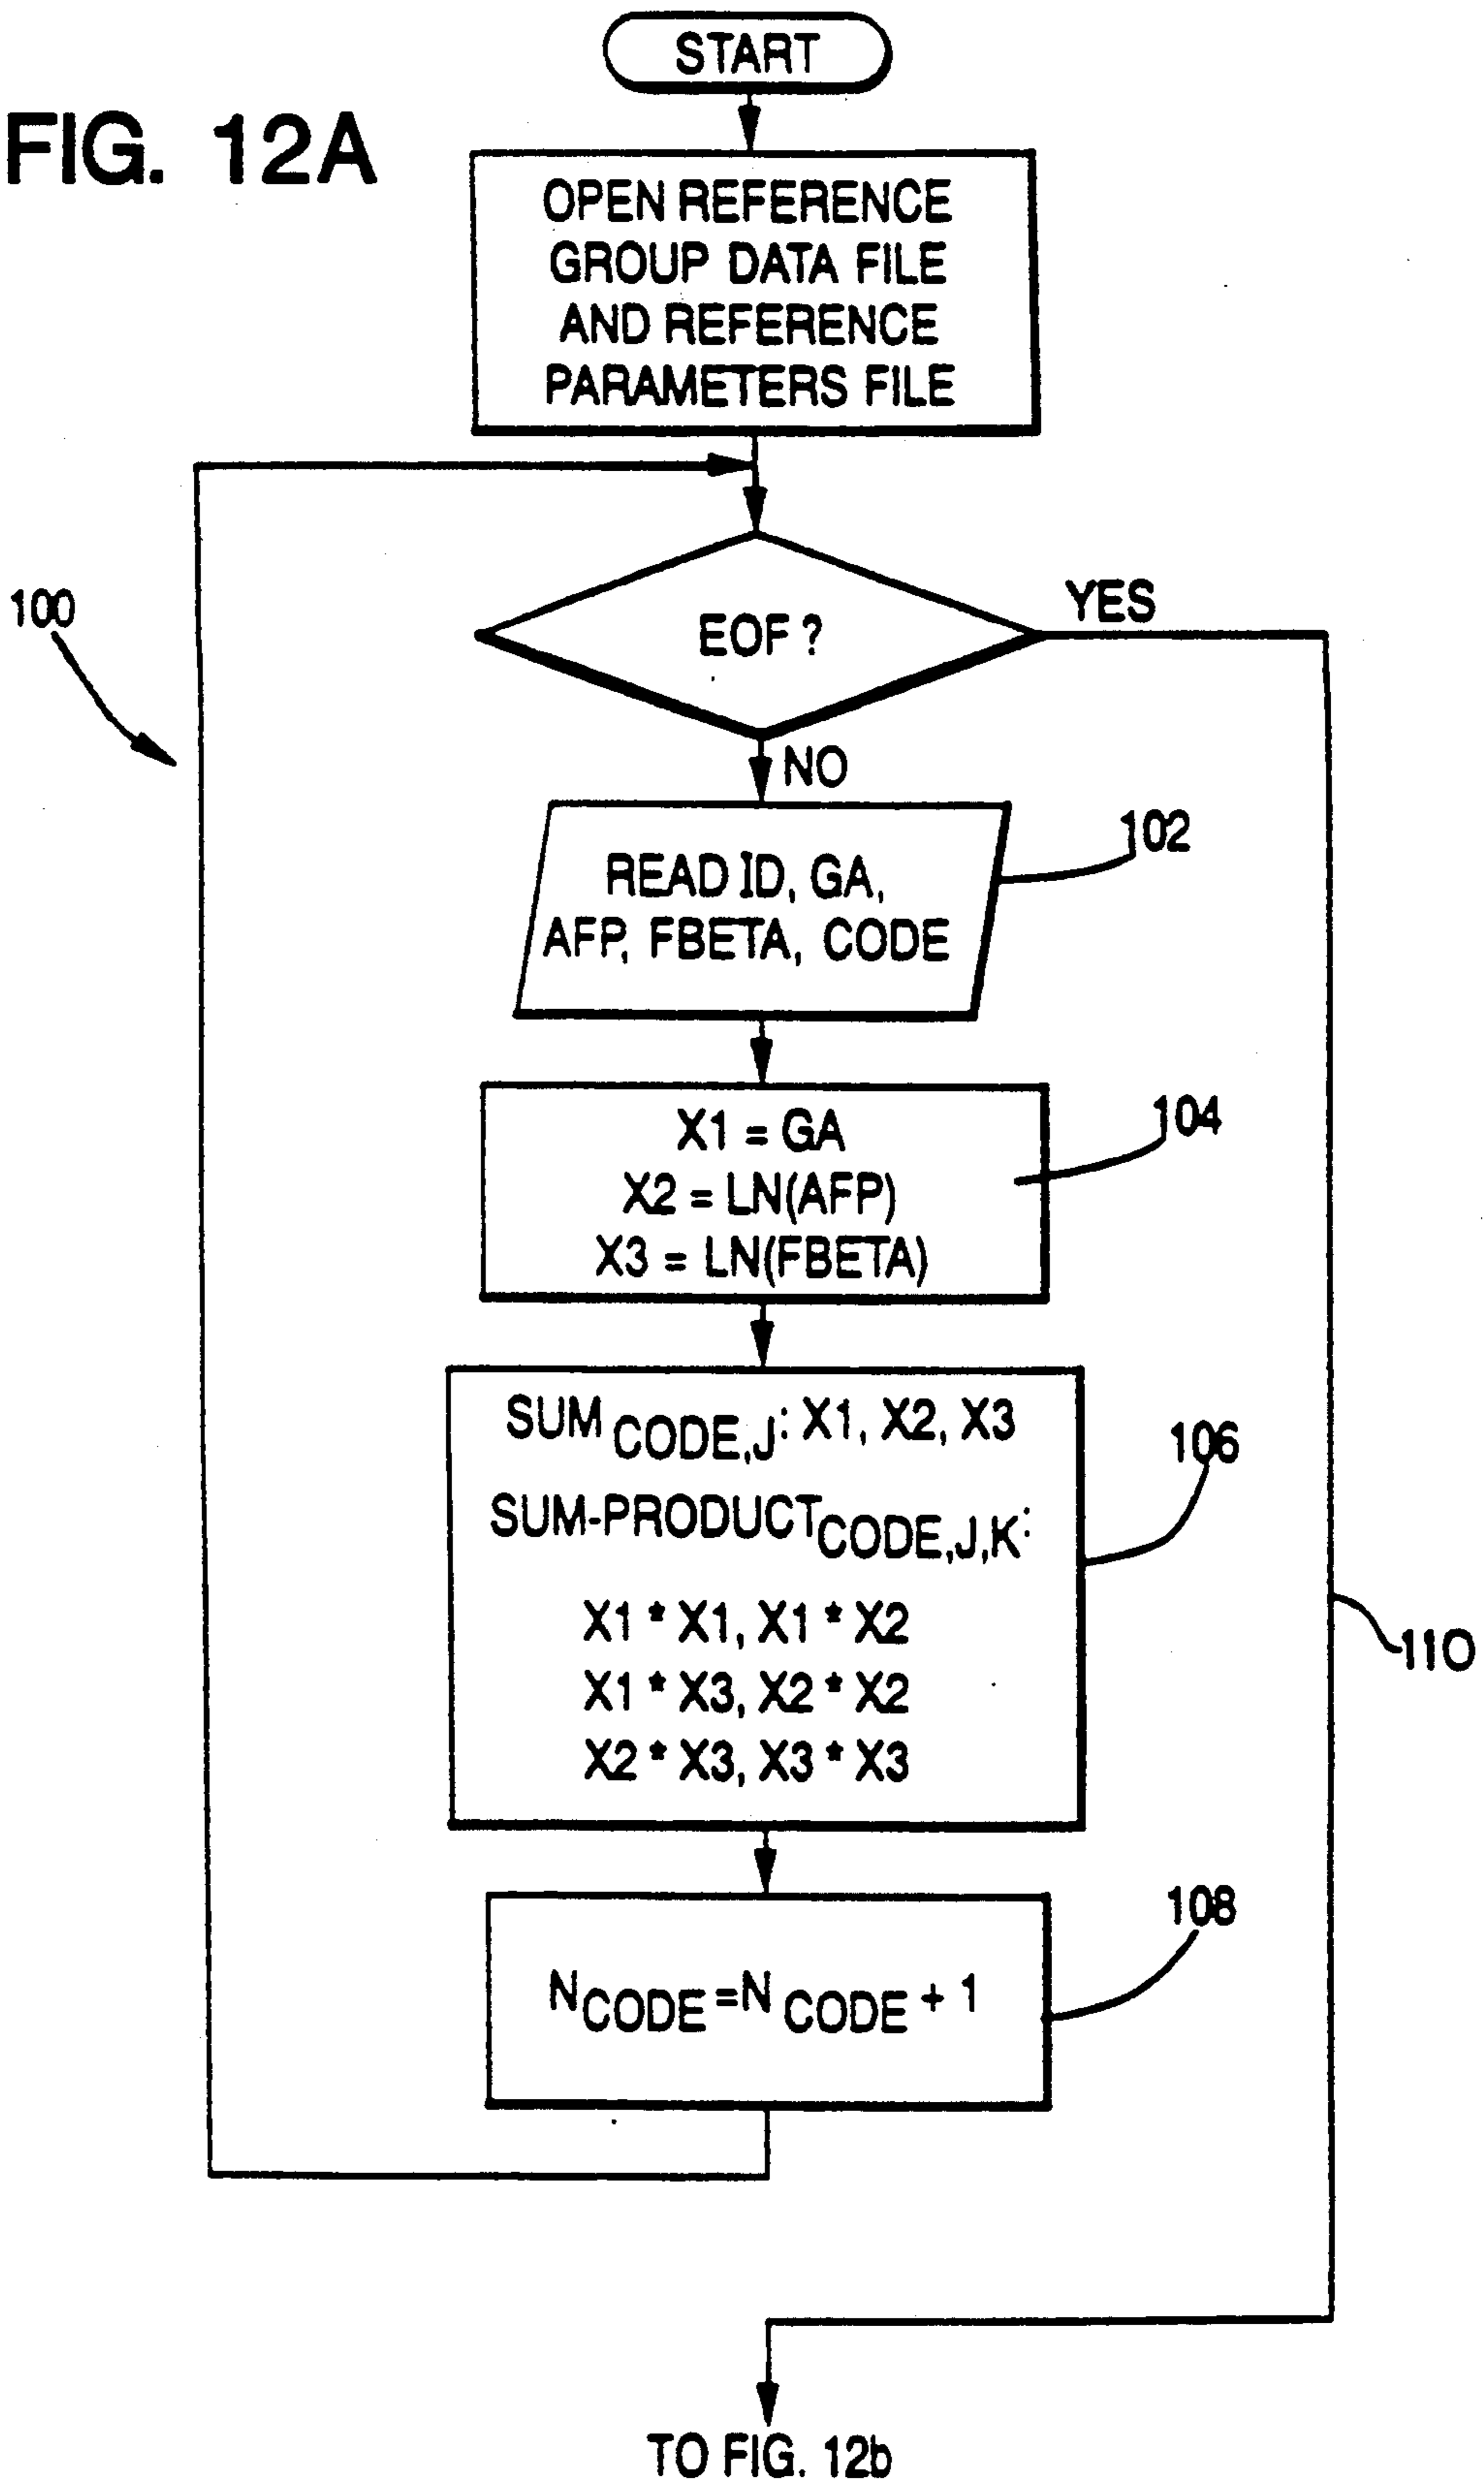 START
FIG. 12A
OPEN REFERENCE
GROUP DATA FILE
AND REFERENCE
PARAMETERS FILE
100
EOF ?
YES
NO
READ ID, GA,
AFP, FBETA, CODE
102
X1 = GA
X2 = LN(AFP)
X3 = LN(FBETA)
104
SUM CODE,J: X1, X2, X3
SUM-PRODUCT CODE,J,K:
X1 * X1, X1 * X2
X1 * X3, X2 * X2
X2 * X3, X3 * X3
106
110
N CODE = N CODE + 1
108
TO FIG. 12b